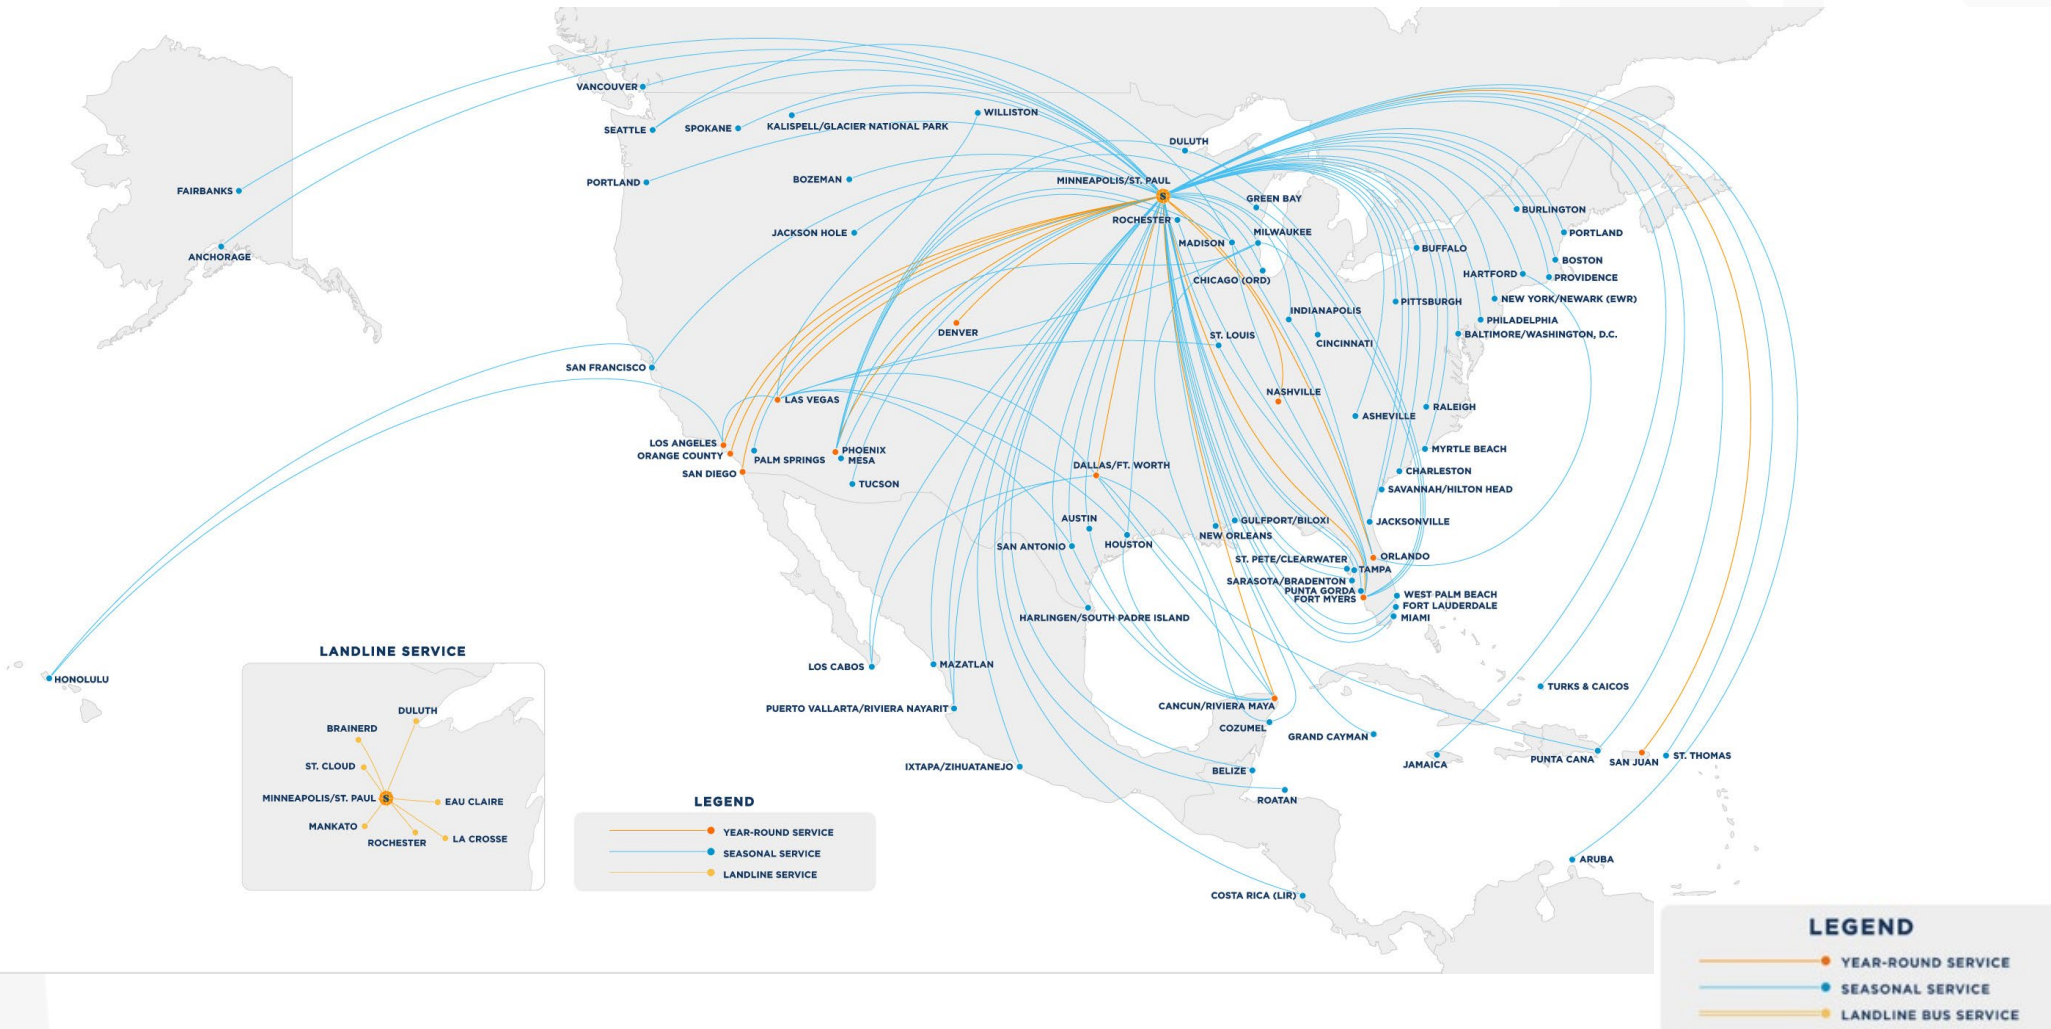 VANCOUVER
SEATTLE
SPOKANE
KALISPELL/GLACIER NATIONAL PARK
WILLISTON
DULUTH
PORTLAND
BOZEMAN
MINNEAPOLIS/ST. PAUL
S
FAIRBANKS
ANCHORAGE
JACKSON HOLE
ROCHESTER
GREEN BAY
MADISON
MILWAUKEE
CHICAGO (ORD)
BURLINGTON
PORTLAND
BUFFALO
BOSTON
HARTFORD
PROVIDENCE
PITTSBURGH
NEW YORK/NEWARK (EWR)
INDIANAPOLIS
PHILADELPHIA
BALTIMORE/WASHINGTON, D.C.
DENVER
ST. LOUIS
CINCINNATI
SAN FRANCISCO
LAS VEGAS
NASHVILLE
ASHEVILLE
RALEIGH
LOS ANGELES
ORANGE COUNTY
PALM SPRINGS
SAN DIEGO
PHOENIX
MESA
TUCSON
DALLAS/FT. WORTH
MYRTLE BEACH
CHARLESTON
SAVANNAH/HILTON HEAD
AUSTIN
SAN ANTONIO
HOUSTON
GULFPORT/BILOXI
NEW ORLEANS
JACKSONVILLE
ORLANDO
ST. PETE/CLEARWATER
TAMPA
SARASOTA/BRADENTON
PUNTA GORDA
FORT MYERS
WEST PALM BEACH
FORT LAUDERDALE
MIAMI
HARLINGEN/SOUTH PADRE ISLAND
HONOLULU
LOS CABOS
MAZATLAN
PUERTO VALLARTA/RIVIERA NAYARIT
CANCUN/RIVIERA MAYA
COZUMEL
GRAND CAYMAN
TURKS & CAICOS
JAMAICA
PUNTA CANA
SAN JUAN
ST. THOMAS
IXTAPA/ZIHUATANEJO
BELIZE
ROATAN
ARUBA
COSTA RICA (LIR)
LANDLINE SERVICE
DULUTH
BRAINERD
ST. CLOUD
MINNEAPOLIS/ST. PAUL
S
EAU CLAIRE
MANKATO
ROCHESTER
LA CROSSE
LEGEND
YEAR-ROUND SERVICE
SEASONAL SERVICE
LANDLINE SERVICE
LEGEND
YEAR-ROUND SERVICE
SEASONAL SERVICE
LANDLINE BUS SERVICE